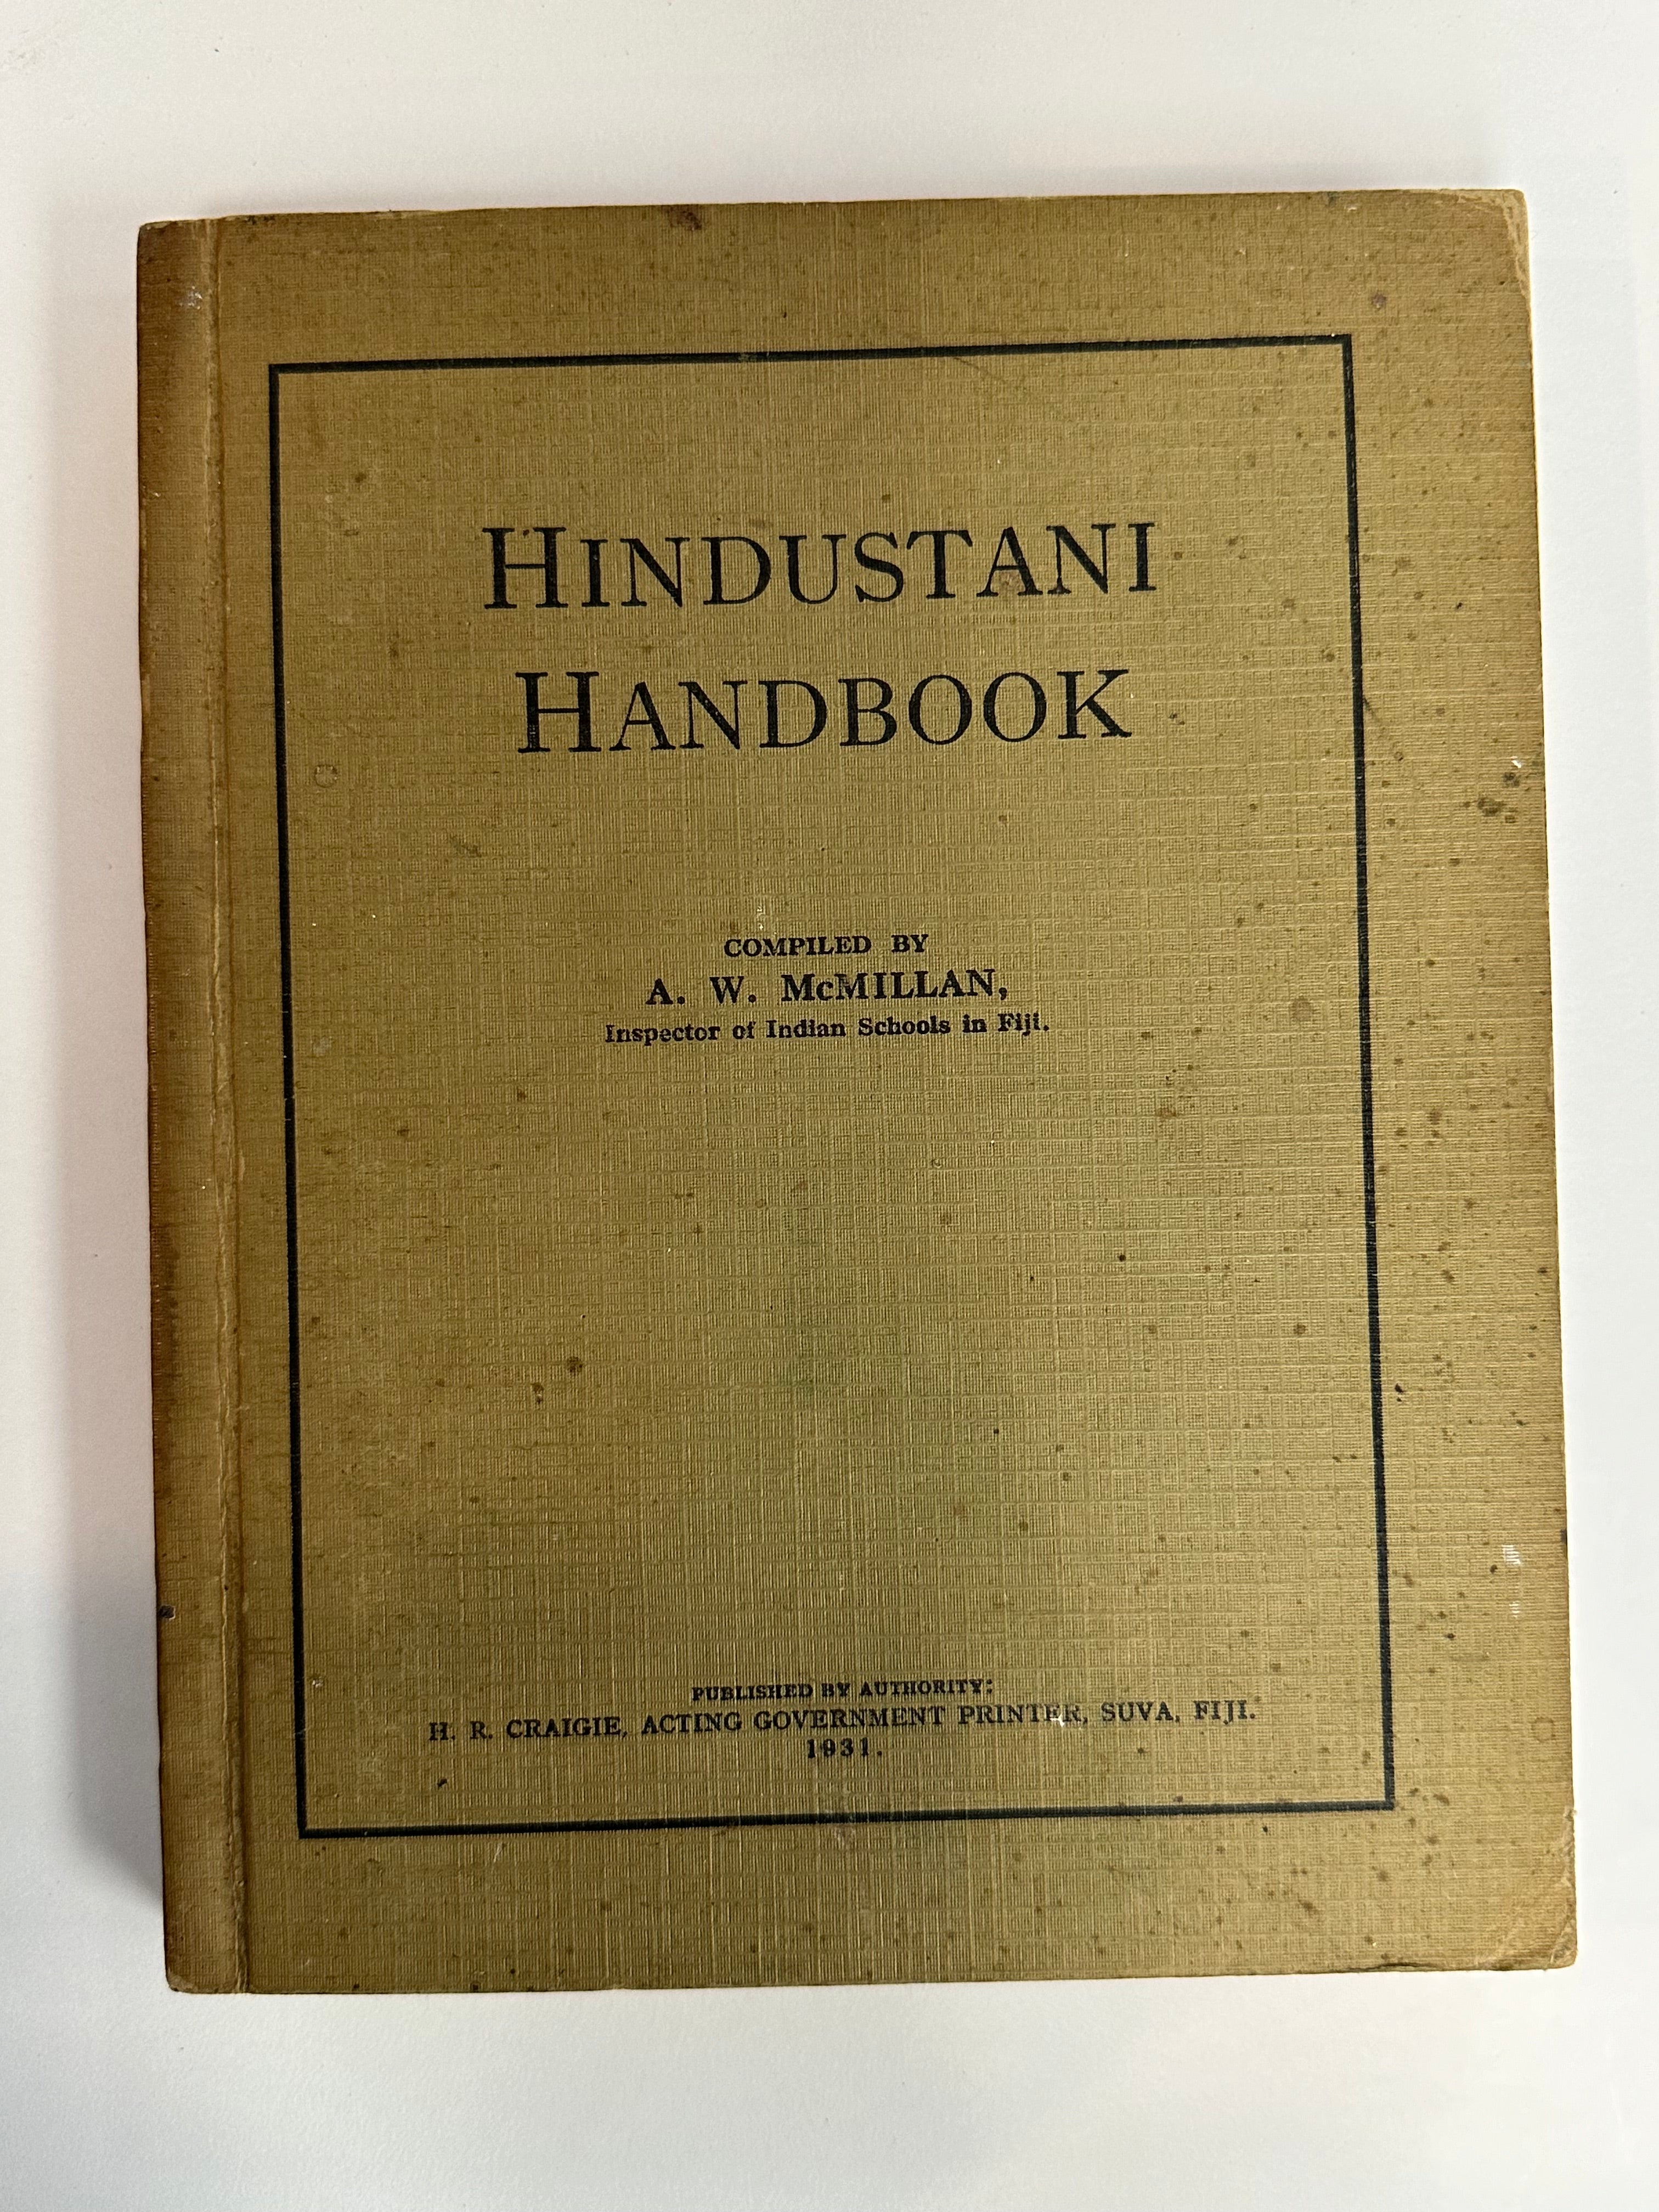 HINDUSTANI
HANDBOOK
COMPILED BY
A. W. McMILLAN,
Inspector of Indian Schools in Fiji.
PUBLISHED BY AUTHORITY:
H. R. CRAIGIE, ACTING GOVERNMENT PRINTER, SUVA, FIJI.
1931.